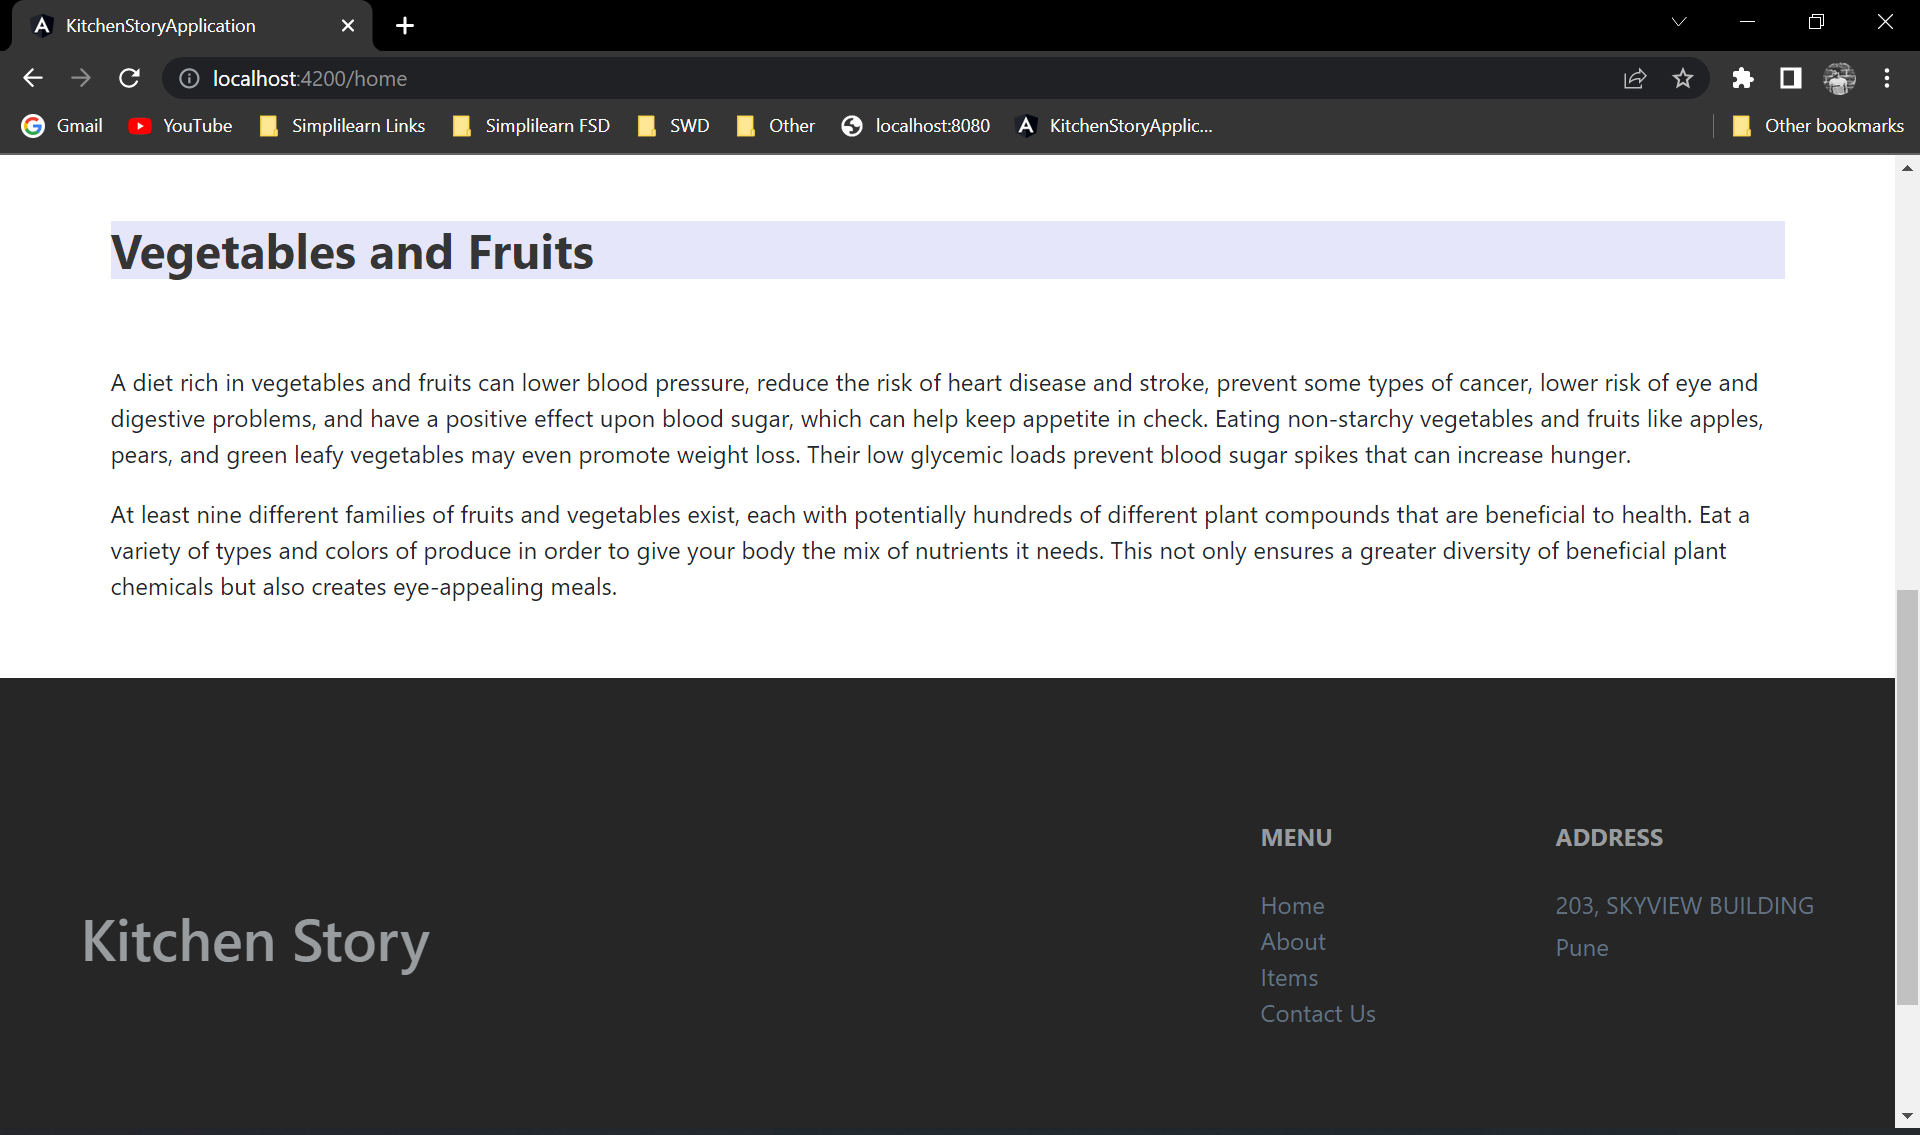 KitchenStoryApplication
localhost:4200/home
Gmail YouTube Simplilearn Links Simplilearn FSD SWD Other localhost:8080 KitchenStoryApplic... Other bookmarks
Vegetables and Fruits
A diet rich in vegetables and fruits can lower blood pressure, reduce the risk of heart disease and stroke, prevent some types of cancer, lower risk of eye and
digestive problems, and have a positive effect upon blood sugar, which can help keep appetite in check. Eating non-starchy vegetables and fruits like apples,
pears, and green leafy vegetables may even promote weight loss. Their low glycemic loads prevent blood sugar spikes that can increase hunger.
At least nine different families of fruits and vegetables exist, each with potentially hundreds of different plant compounds that are beneficial to health. Eat a
variety of types and colors of produce in order to give your body the mix of nutrients it needs. This not only ensures a greater diversity of beneficial plant
chemicals but also creates eye-appealing meals.
Kitchen Story
MENU
Home
About
Items
Contact Us
ADDRESS
203, SKYVIEW BUILDING
Pune